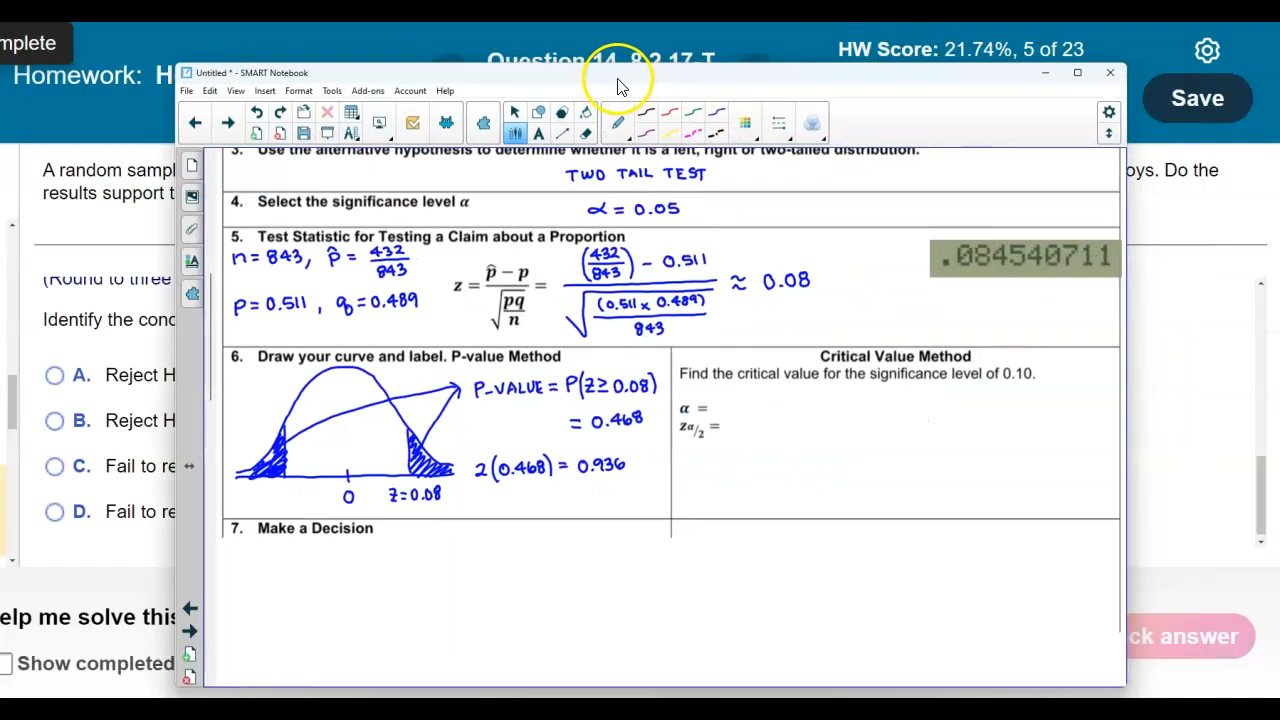 mplete
Homework: H
Question 14, 8.2.17-T
HW Score: 21.74%, 5 of 23
Save
Untitled * - SMART Notebook
File Edit View Insert Format Tools Add-ons Account Help
A random sampl
oys. Do the
results support t
3. Use the alternative hypothesis to determine whether it is a left, right or two-tailed distribution.
TWO TAIL TEST
4. Select the significance level α
α = 0.05
5. Test Statistic for Testing a Claim about a Proportion
n = 843, p̂ = 432/843
p = 0.511, q = 0.489
z = (p̂ − p)/√(pq/n) = ((432/843) − 0.511)/√((0.511 x 0.489)/843) ≈ 0.08
.084540711
(Round to three
Identify the conc
A. Reject H
B. Reject H
C. Fail to re
D. Fail to re
6. Draw your curve and label. P-value Method
P-VALUE = P(Z ≥ 0.08)
= 0.468
2(0.468) = 0.936
0
Z = 0.08
Critical Value Method
Find the critical value for the significance level of 0.10.
α =
zα/2 =
7. Make a Decision
elp me solve this
Show completed
ck answer